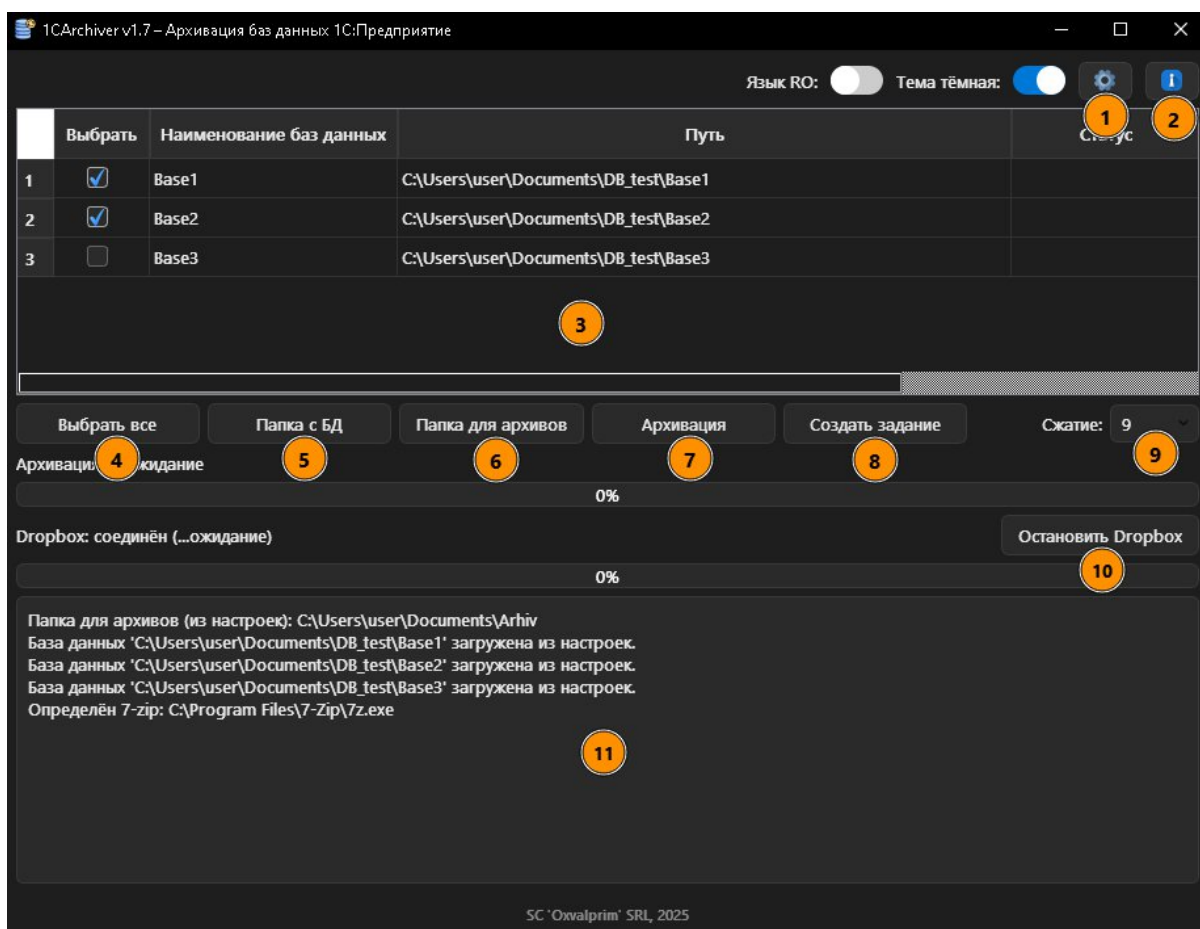 1CArchiver v1.7 – Архивация баз данных 1С:Предприятие
Язык RO: Тема тёмная:
1 2
Выбрать Наименование баз данных Путь
1 Base1 C:\Users\user\Documents\DB_test\Base1
2 Base2 C:\Users\user\Documents\DB_test\Base2
3 Base3 C:\Users\user\Documents\DB_test\Base3
3
Выбрать все Папка с БД Папка для архивов Архивация Создать задание Сжатие: 9
4 5 6 7 8 9
0%
Dropbox: соединён (...ожидание) Остановить Dropbox
10
0%
Папка для архивов (из настроек): C:\Users\user\Documents\Arhiv
База данных 'C:\Users\user\Documents\DB_test\Base1' загружена из настроек.
База данных 'C:\Users\user\Documents\DB_test\Base2' загружена из настроек.
База данных 'C:\Users\user\Documents\DB_test\Base3' загружена из настроек.
Определён 7-zip: C:\Program Files\7-Zip\7z.exe
11
SC 'Oxvalprim' SRL, 2025